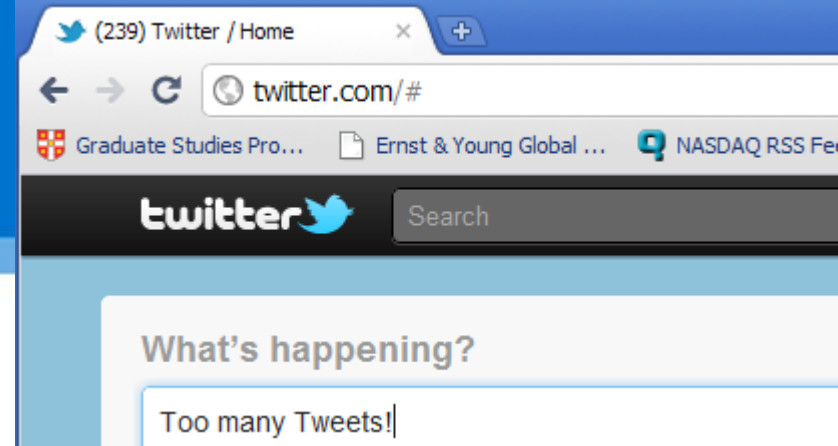 (239) Twitter / Home
twitter.com/#
Graduate Studies Pro... Ernst & Young Global ... NASDAQ RSS Fee
twitter Search
What's happening?
Too many Tweets!